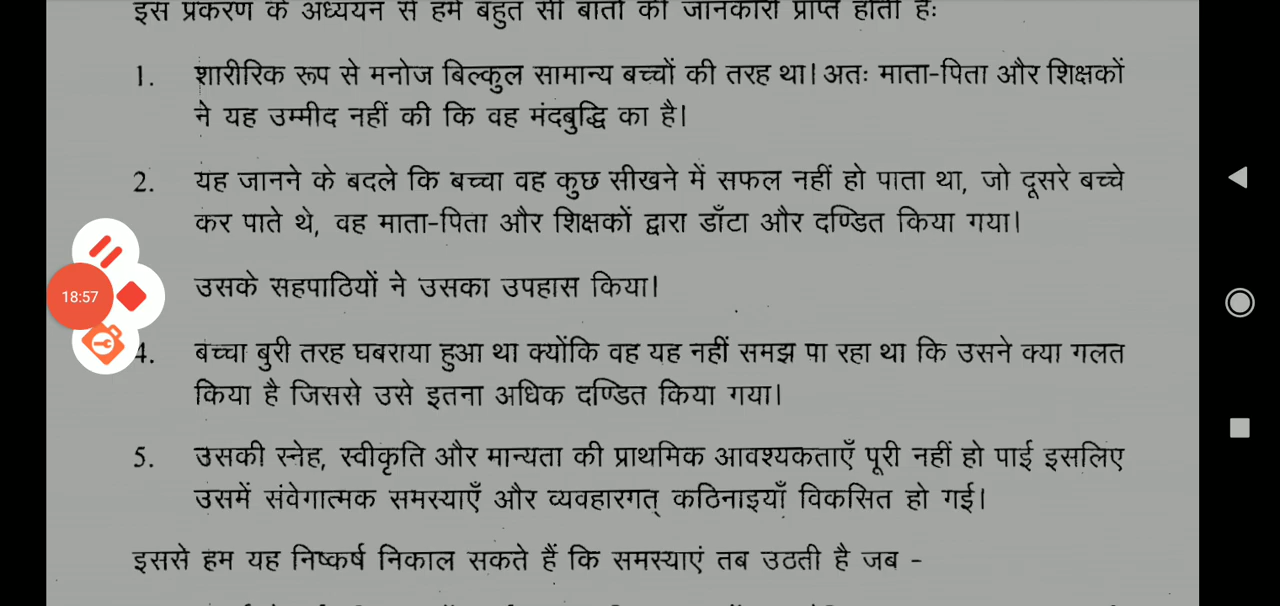 इस प्रकरण के अध्ययन से हमें बहुत सी बातों की जानकारी प्राप्त होती हैः
1. शारीरिक रूप से मनोज बिल्कुल सामान्य बच्चों की तरह था। अतः माता-पिता और शिक्षकों
ने यह उम्मीद नहीं की कि वह मंदबुद्धि का है।
2. यह जानने के बदले कि बच्चा वह कुछ सीखने में सफल नहीं हो पाता था, जो दूसरे बच्चे
कर पाते थे, वह माता-पिता और शिक्षकों द्वारा डाँटा और दण्डित किया गया।
18:57
उसके सहपाठियों ने उसका उपहास किया।
4. बच्चा बुरी तरह घबराया हुआ था क्योंकि वह यह नहीं समझ पा रहा था कि उसने क्या गलत
किया है जिससे उसे इतना अधिक दण्डित किया गया।
5. उसकी स्नेह, स्वीकृति और मान्यता की प्राथमिक आवश्यकताएँ पूरी नहीं हो पाई इसलिए
उसमें संवेगात्मक समस्याएँ और व्यवहारगत् कठिनाइयाँ विकसित हो गई।
इससे हम यह निष्कर्ष निकाल सकते हैं कि समस्याएं तब उठती है जब -